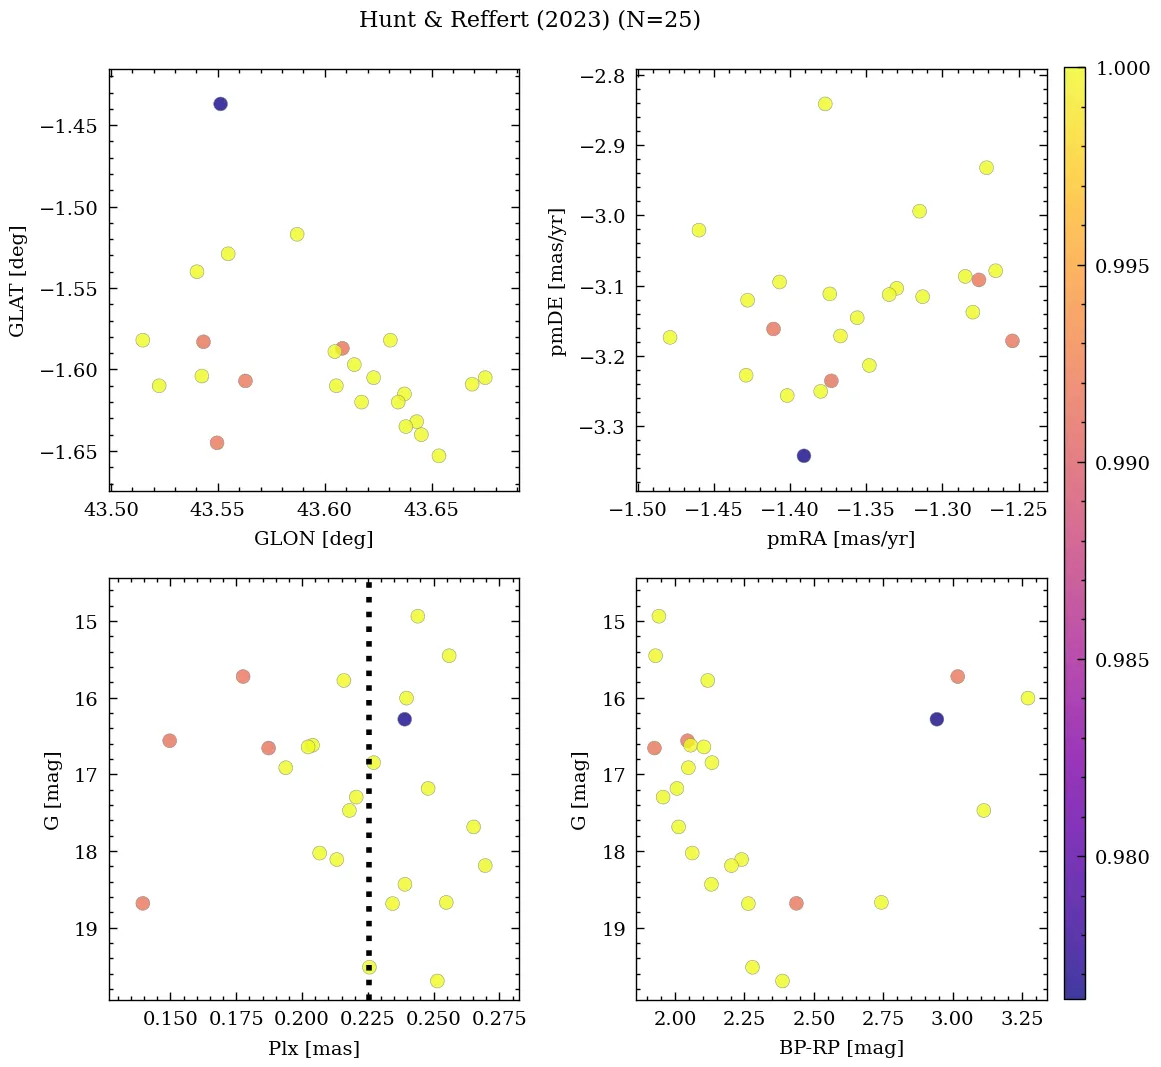 Hunt & Reffert (2023) (N=25)
−1.45
−1.50
−1.55
−1.60
−1.65
GLAT [deg]
43.50 43.55 43.60 43.65
GLON [deg]
−2.8
−2.9
−3.0
−3.1
−3.2
−3.3
pmDE [mas/yr]
−1.50 −1.45 −1.40 −1.35 −1.30 −1.25
pmRA [mas/yr]
15
16
17
18
19
G [mag]
0.150 0.175 0.200 0.225 0.250 0.275
Plx [mas]
15
16
17
18
19
G [mag]
2.00 2.25 2.50 2.75 3.00 3.25
BP-RP [mag]
1.000
0.995
0.990
0.985
0.980